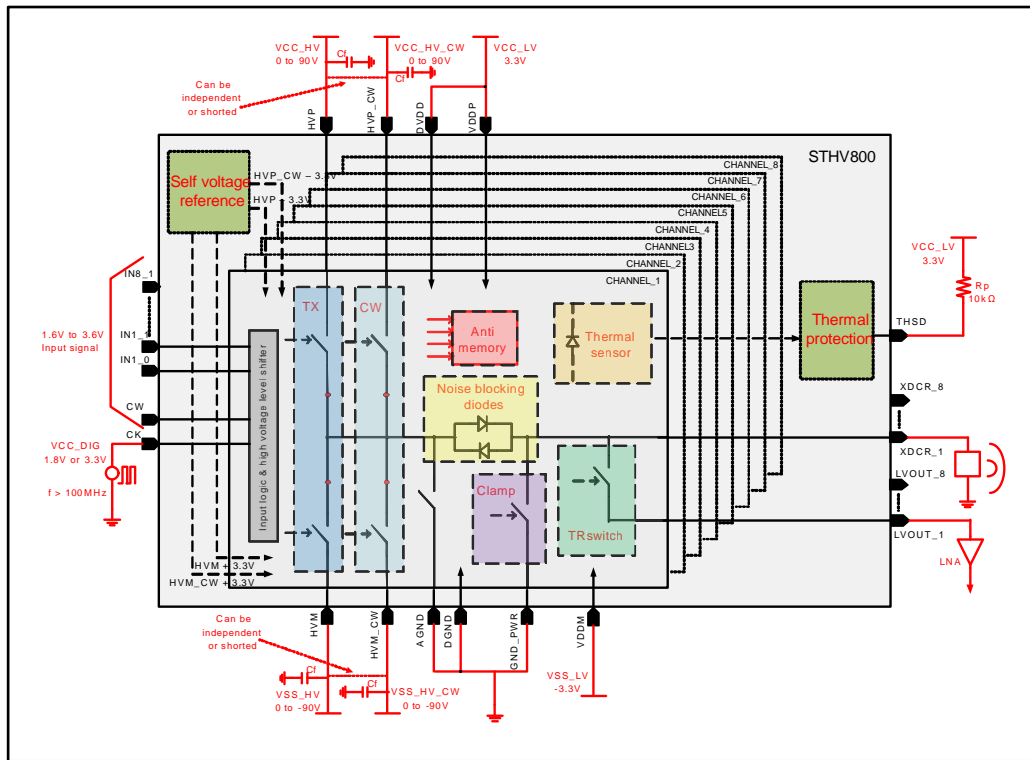 VCC_HV
0 to 90V
Cf
VCC_HV_CW
0 to 90V
Cf
VCC_LV
3.3V
Can be
independent
or shorted
HVP
HVP_CW
DVDD
VDDP
STHV800
Self voltage
reference
HVP_CW – 3.3V
HVP – 3.3V
CHANNEL_8
CHANNEL_7
CHANNEL_6
CHANNEL5
CHANNEL_4
CHANNEL3
CHANNEL_2
CHANNEL_1
VCC_LV
3.3V
Rp
10kΩ
IN8_1
1.6V to 3.6V
Input signal
IN1_1
IN1_0
CW
CK
VCC_DIG
1.8V or 3.3V
f > 100MHz
Input logic & high voltage level shifter
TX
CW
Anti
memory
Thermal
sensor
Thermal
protection
THSD
Noise blocking
diodes
Clamp
TRswitch
XDCR_8
XDCR_1
LVOUT_8
LVOUT_1
LNA
HVM + 3.3V
HVM_CW + 3.3V
HVM
HVM_CW
AGND
DGND
GND_PWR
VDDM
Can be
independent
or shorted
Cf
VSS_HV
0 to -90V
Cf
VSS_HV_CW
0 to -90V
VSS_LV
-3.3V